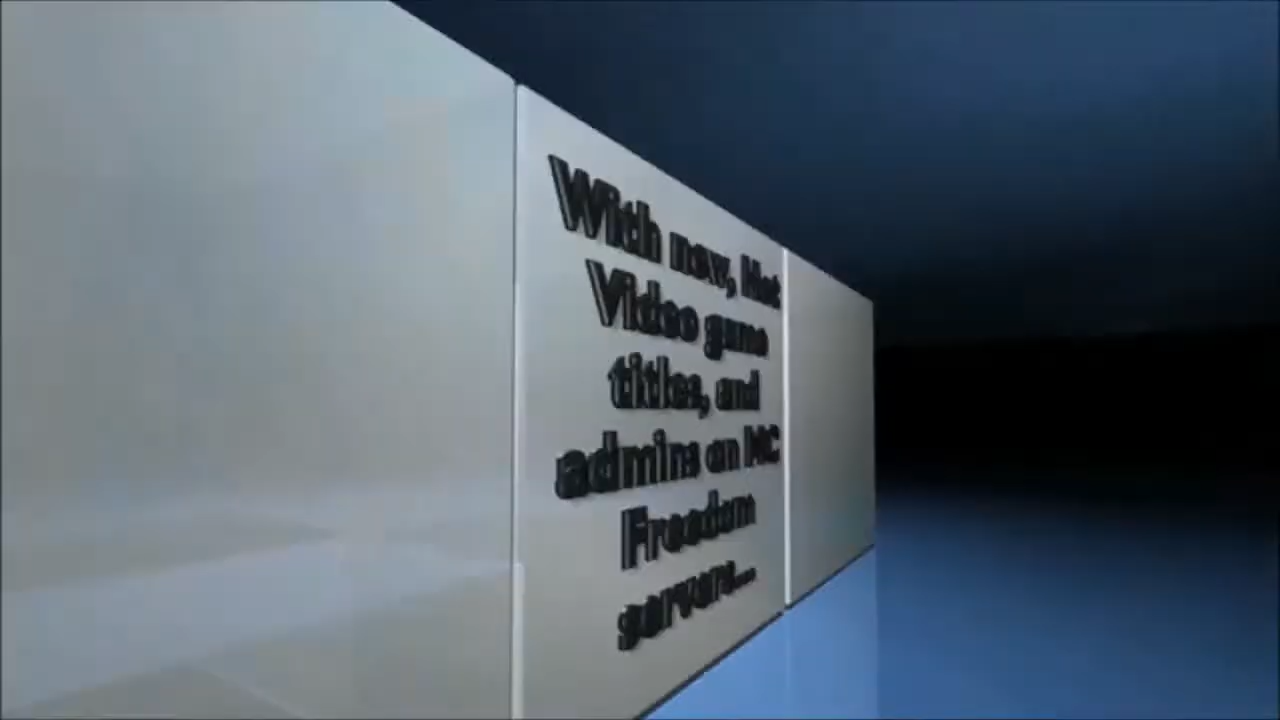 With new, Hot
Video game
titles, and
admins on MC
Freedom
servers...